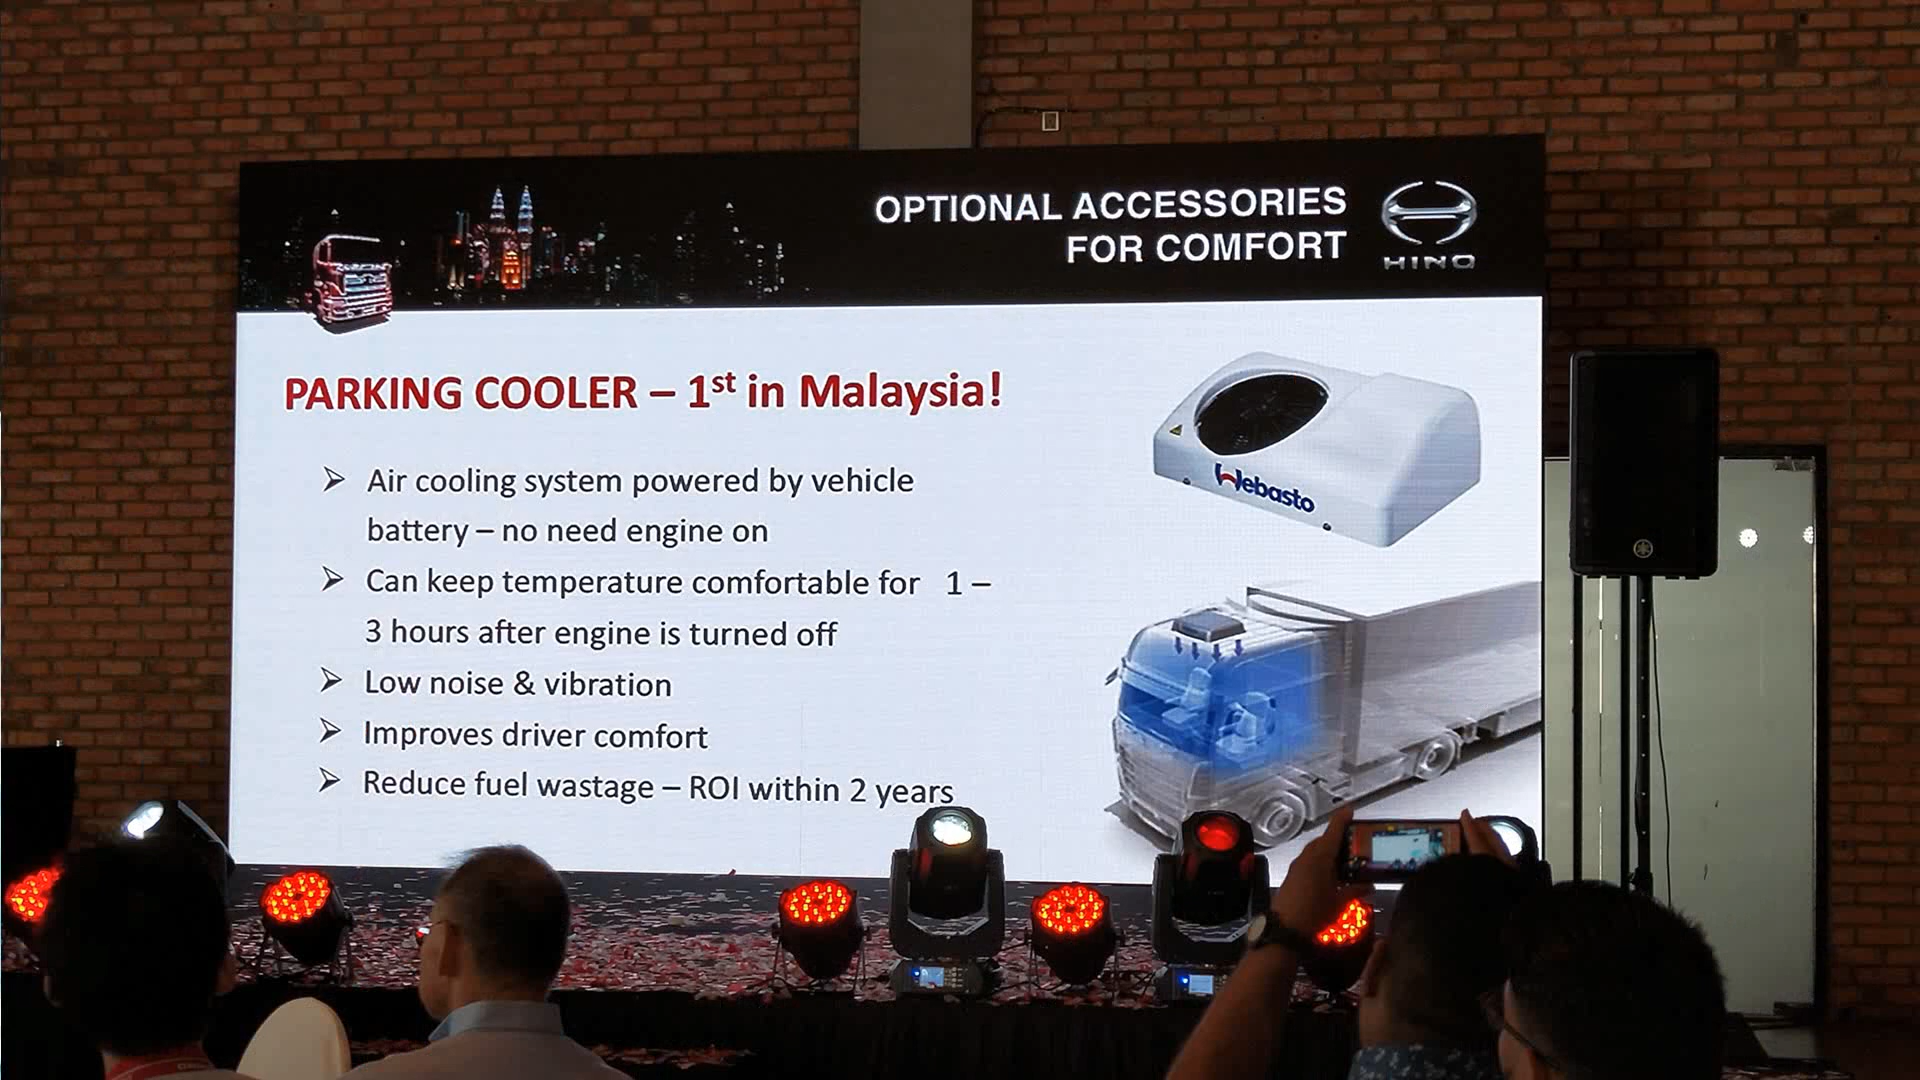 OPTIONAL ACCESSORIES
FOR COMFORT
HINO
PARKING COOLER – 1st in Malaysia!
Webasto
➢ Air cooling system powered by vehicle
battery – no need engine on
➢ Can keep temperature comfortable for 1 –
3 hours after engine is turned off
➢ Low noise & vibration
➢ Improves driver comfort
➢ Reduce fuel wastage – ROI within 2 years